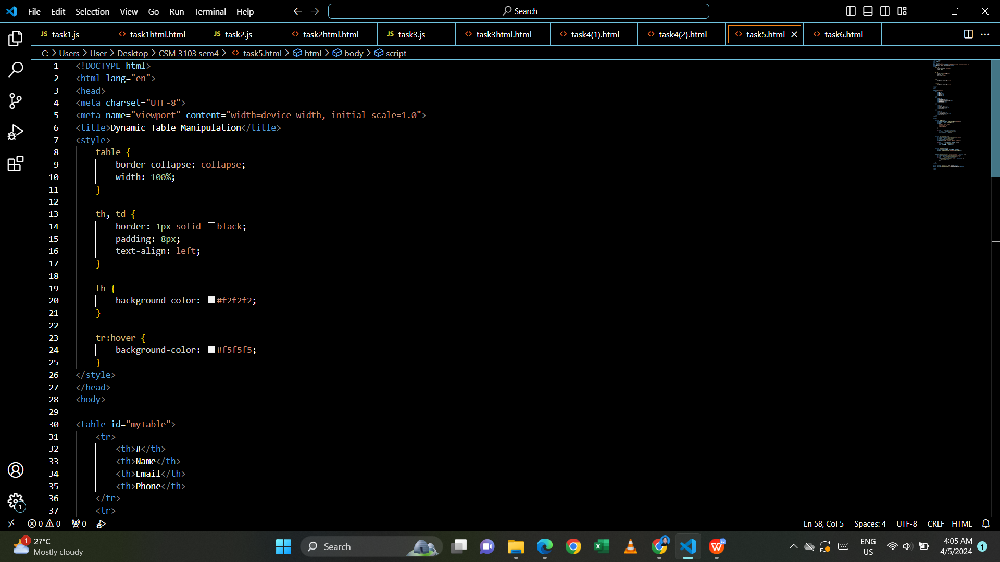 File Edit Selection View Go Run Terminal Help
Search
JS task1.js
<> task1html.html
JS task2.js
<> task2html.html
JS task3.js
<> task3html.html
<> task4(1).html
<> task4(2).html
<> task5.html
<> task6.html
C: > Users > User > Desktop > CSM 3103 sem4 > <> task5.html > html > body > script
1 <!DOCTYPE html>
2 <html lang="en">
3 <head>
4 <meta charset="UTF-8">
5 <meta name="viewport" content="width=device-width, initial-scale=1.0">
6 <title>Dynamic Table Manipulation</title>
7 <style>
8     table {
9         border-collapse: collapse;
10         width: 100%;
11     }
12
13     th, td {
14         border: 1px solid black;
15         padding: 8px;
16         text-align: left;
17     }
18
19     th {
20         background-color: #f2f2f2;
21     }
22
23     tr:hover {
24         background-color: #f5f5f5;
25     }
26 </style>
27 </head>
28 <body>
29
30 <table id="myTable">
31     <tr>
32         <th>#</th>
33         <th>Name</th>
34         <th>Email</th>
35         <th>Phone</th>
36     </tr>
37     <tr>
1
0 0 0
Ln 58, Col 5 Spaces: 4 UTF-8 CRLF HTML
1
27°C
Mostly cloudy
Search
ENG
US
4:05 AM
4/5/2024
1